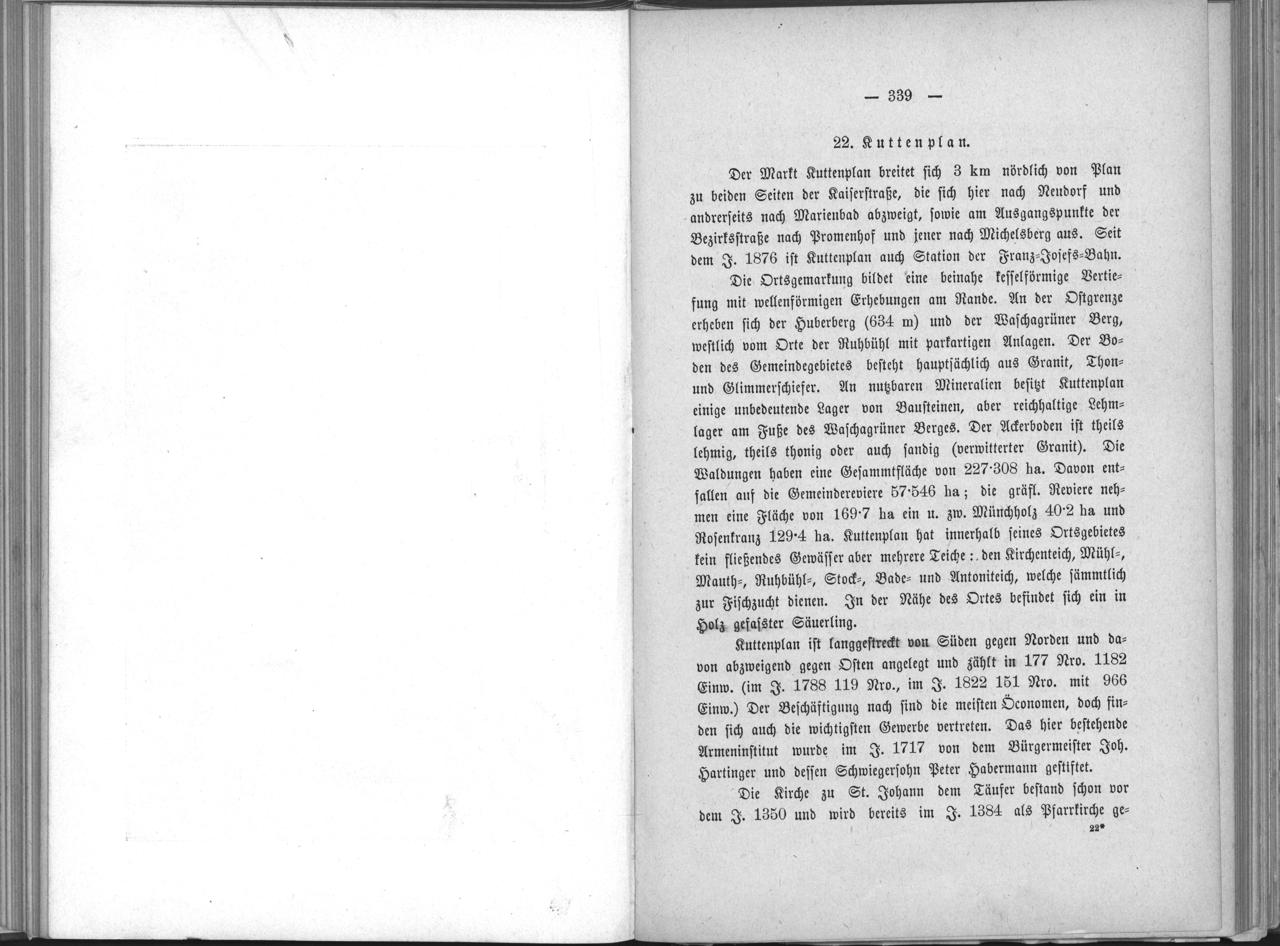 — 339 —
22. Kuttenplan.
Der Markt Kuttenplan breitet sich 3 km nördlich von Plan
zu beiden Seiten der Kaiserstraße, die sich hier nach Neudorf und
andrerseits nach Marienbad abzweigt, sowie am Ausgangspunkte der
Bezirksstraße nach Promenhof und jener nach Michelsberg aus. Seit
dem J. 1876 ist Kuttenplan auch Station der Franz-Josefs-Bahn.
Die Ortsgemarkung bildet eine beinahe kesselförmige Vertie-
fung mit wellenförmigen Erhebungen am Rande. An der Ostgrenze
erheben sich der Huberberg (634 m) und der Waschagrüner Berg,
westlich vom Orte der Ruhbühl mit parkartigen Anlagen. Der Bo-
den des Gemeindegebietes besteht hauptsächlich aus Granit, Thon-
und Glimmerschiefer. An nutzbaren Mineralien besitzt Kuttenplan
einige unbedeutende Lager von Bausteinen, aber reichhaltige Lehm-
lager am Fuße des Waschagrüner Berges. Der Ackerboden ist theils
lehmig, theils thonig oder auch sandig (verwitterter Granit). Die
Waldungen haben eine Gesammtfläche von 227·308 ha. Davon ent-
fallen auf die Gemeindereviere 57·546 ha; die gräfl. Reviere neh-
men eine Fläche von 169·7 ha ein u. zw. Münchholz 40·2 ha und
Rosenkranz 129·4 ha. Kuttenplan hat innerhalb seines Ortsgebietes
kein fließendes Gewässer aber mehrere Teiche: den Kirchenteich, Mühl-,
Mauth-, Ruhbühl-, Stock-, Bade- und Antoniteich, welche sämmtlich
zur Fischzucht dienen. In der Nähe des Ortes befindet sich ein in
Holz gefasster Säuerling.
Kuttenplan ist langgestreckt von Süden gegen Norden und da-
von abzweigend gegen Osten angelegt und zählt in 177 Nro. 1182
Einw. (im J. 1788 119 Nro., im J. 1822 151 Nro. mit 966
Einw.) Der Beschäftigung nach sind die meisten Öconomen, doch fin-
den sich auch die wichtigsten Gewerbe vertreten. Das hier bestehende
Armeninstitut wurde im J. 1717 von dem Bürgermeister Joh.
Hartinger und dessen Schwiegersohn Peter Habermann gestiftet.
Die Kirche zu St. Johann dem Täufer bestand schon vor
dem J. 1350 und wird bereits im J. 1384 als Pfarrkirche ge-
22*